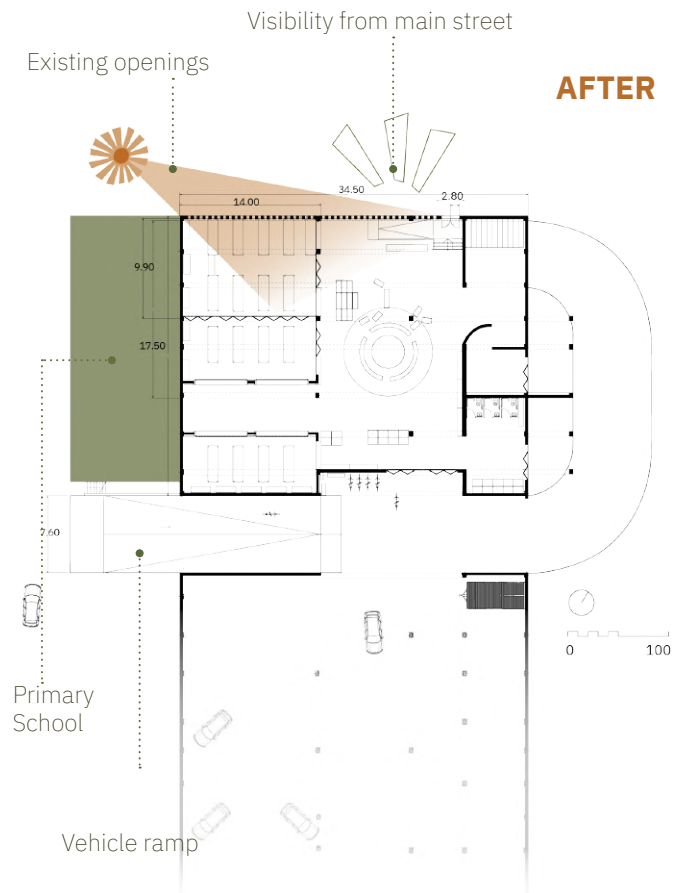 Visibility from main street
Existing openings
AFTER
34.50
2.80
14.00
9.90
17.50
7.60
0 100
Primary
School
Vehicle ramp